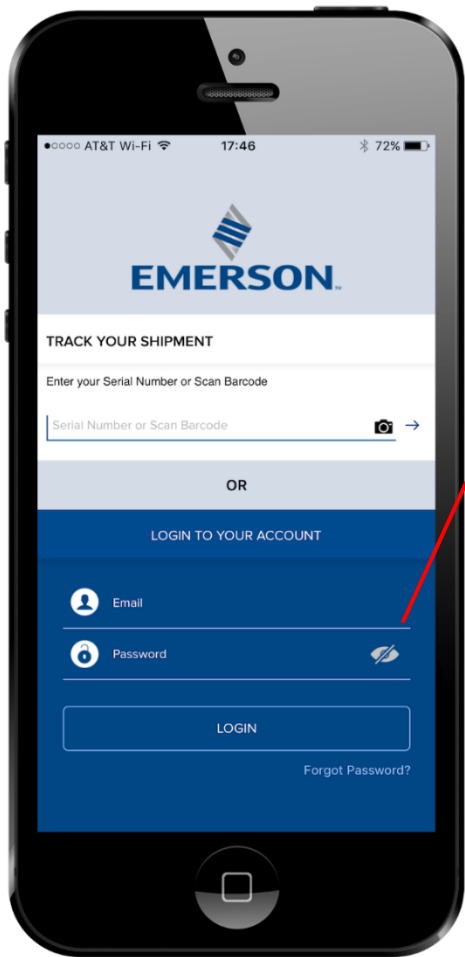 AT&T Wi-Fi 17:46 72%
EMERSON™
TRACK YOUR SHIPMENT
Enter your Serial Number or Scan Barcode
Serial Number or Scan Barcode
OR
LOGIN TO YOUR ACCOUNT
Email
Password
LOGIN
Forgot Password?